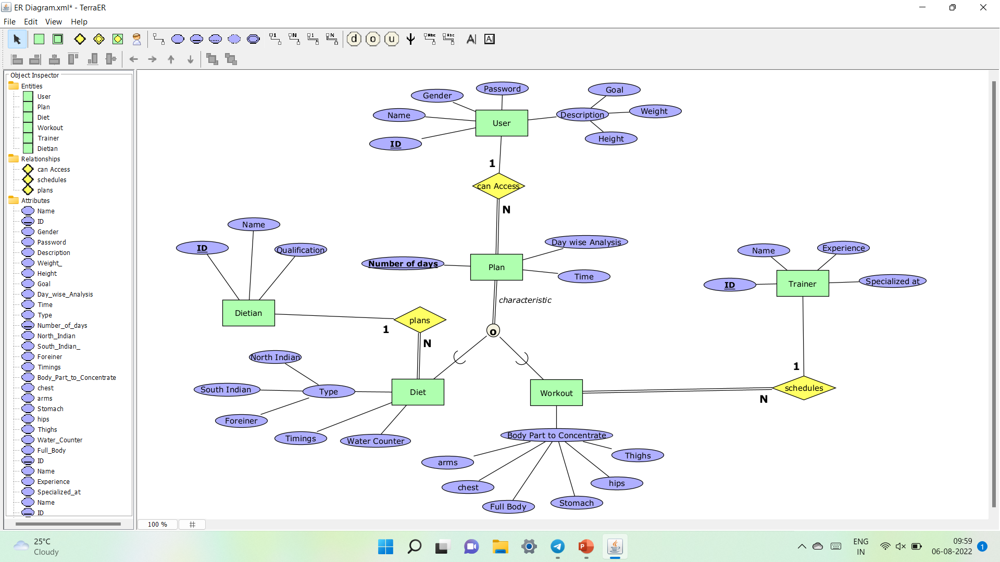 ER Diagram.xml* - TerraER
File Edit View Help
1 N 1 N d o u Rbc Rbc A A
Object Inspector
Entities
User
Plan
Diet
Workout
Trainer
Dietian
Relationships
can Access
schedules
plans
Attributes
Name
ID
Gender
Password
Description
Weight_
Height
Goal
Day_wise_Analysis
Time
Type
Number_of_days
North_Indian
South_Indian_
Foreiner
Timings
Body_Part_to_Concentrate
chest
arms
Stomach
hips
Thighs
Water_Counter
Full_Body
ID
Name
Experience
Specialized_at
Name
ID
Password
Goal
Gender
Weight
Name
Description
User
Height
ID
1
can Access
N
Name
Day wise Analysis
ID
Qualification
Number of days
Plan
Time
Name
Experience
ID
Trainer
Specialized at
characteristic
Dietian
plans
1
N
o
North Indian
South Indian
Type
Diet
Workout
1
schedules
N
Foreiner
Timings
Water Counter
Body Part to Concentrate
arms
Thighs
chest
hips
Full Body
Stomach
100 %
25°C
Cloudy
P
ENG
IN
09:59
06-08-2022
1